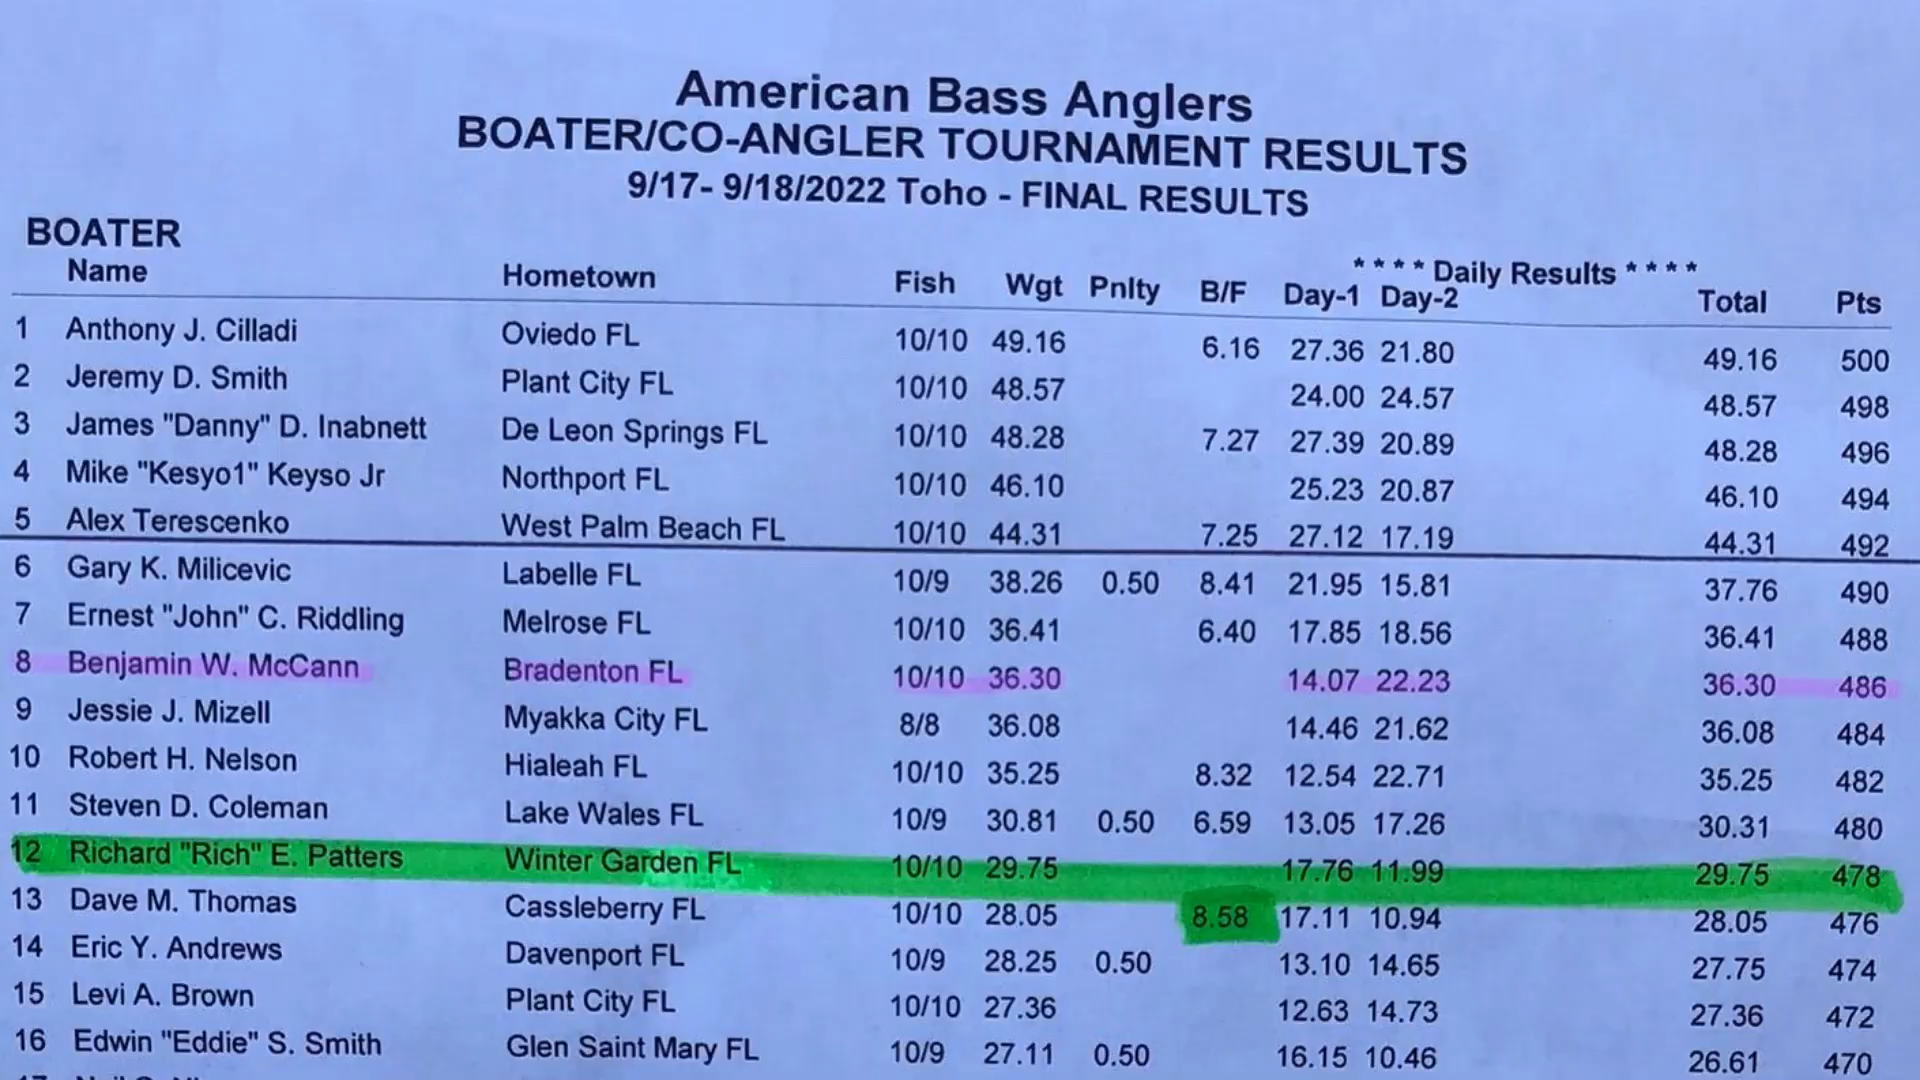 American Bass Anglers
BOATER/CO-ANGLER TOURNAMENT RESULTS
9/17- 9/18/2022 Toho - FINAL RESULTS
BOATER
**** Daily Results ****
Name Hometown Fish Wgt Pnlty B/F Day-1 Day-2 Total Pts
1 Anthony J. Cilladi Oviedo FL 10/10 49.16 6.16 27.36 21.80 49.16 500
2 Jeremy D. Smith Plant City FL 10/10 48.57 24.00 24.57 48.57 498
3 James "Danny" D. Inabnett De Leon Springs FL 10/10 48.28 7.27 27.39 20.89 48.28 496
4 Mike "Kesyo1" Keyso Jr Northport FL 10/10 46.10 25.23 20.87 46.10 494
5 Alex Terescenko West Palm Beach FL 10/10 44.31 7.25 27.12 17.19 44.31 492
6 Gary K. Milicevic Labelle FL 10/9 38.26 0.50 8.41 21.95 15.81 37.76 490
7 Ernest "John" C. Riddling Melrose FL 10/10 36.41 6.40 17.85 18.56 36.41 488
8 Benjamin W. McCann Bradenton FL 10/10 36.30 14.07 22.23 36.30 486
9 Jessie J. Mizell Myakka City FL 8/8 36.08 14.46 21.62 36.08 484
10 Robert H. Nelson Hialeah FL 10/10 35.25 8.32 12.54 22.71 35.25 482
11 Steven D. Coleman Lake Wales FL 10/9 30.81 0.50 6.59 13.05 17.26 30.31 480
12 Richard "Rich" E. Patters Winter Garden FL 10/10 29.75 17.76 11.99 29.75 478
13 Dave M. Thomas Cassleberry FL 10/10 28.05 8.58 17.11 10.94 28.05 476
14 Eric Y. Andrews Davenport FL 10/9 28.25 0.50 13.10 14.65 27.75 474
15 Levi A. Brown Plant City FL 10/10 27.36 12.63 14.73 27.36 472
16 Edwin "Eddie" S. Smith Glen Saint Mary FL 10/9 27.11 0.50 16.15 10.46 26.61 470